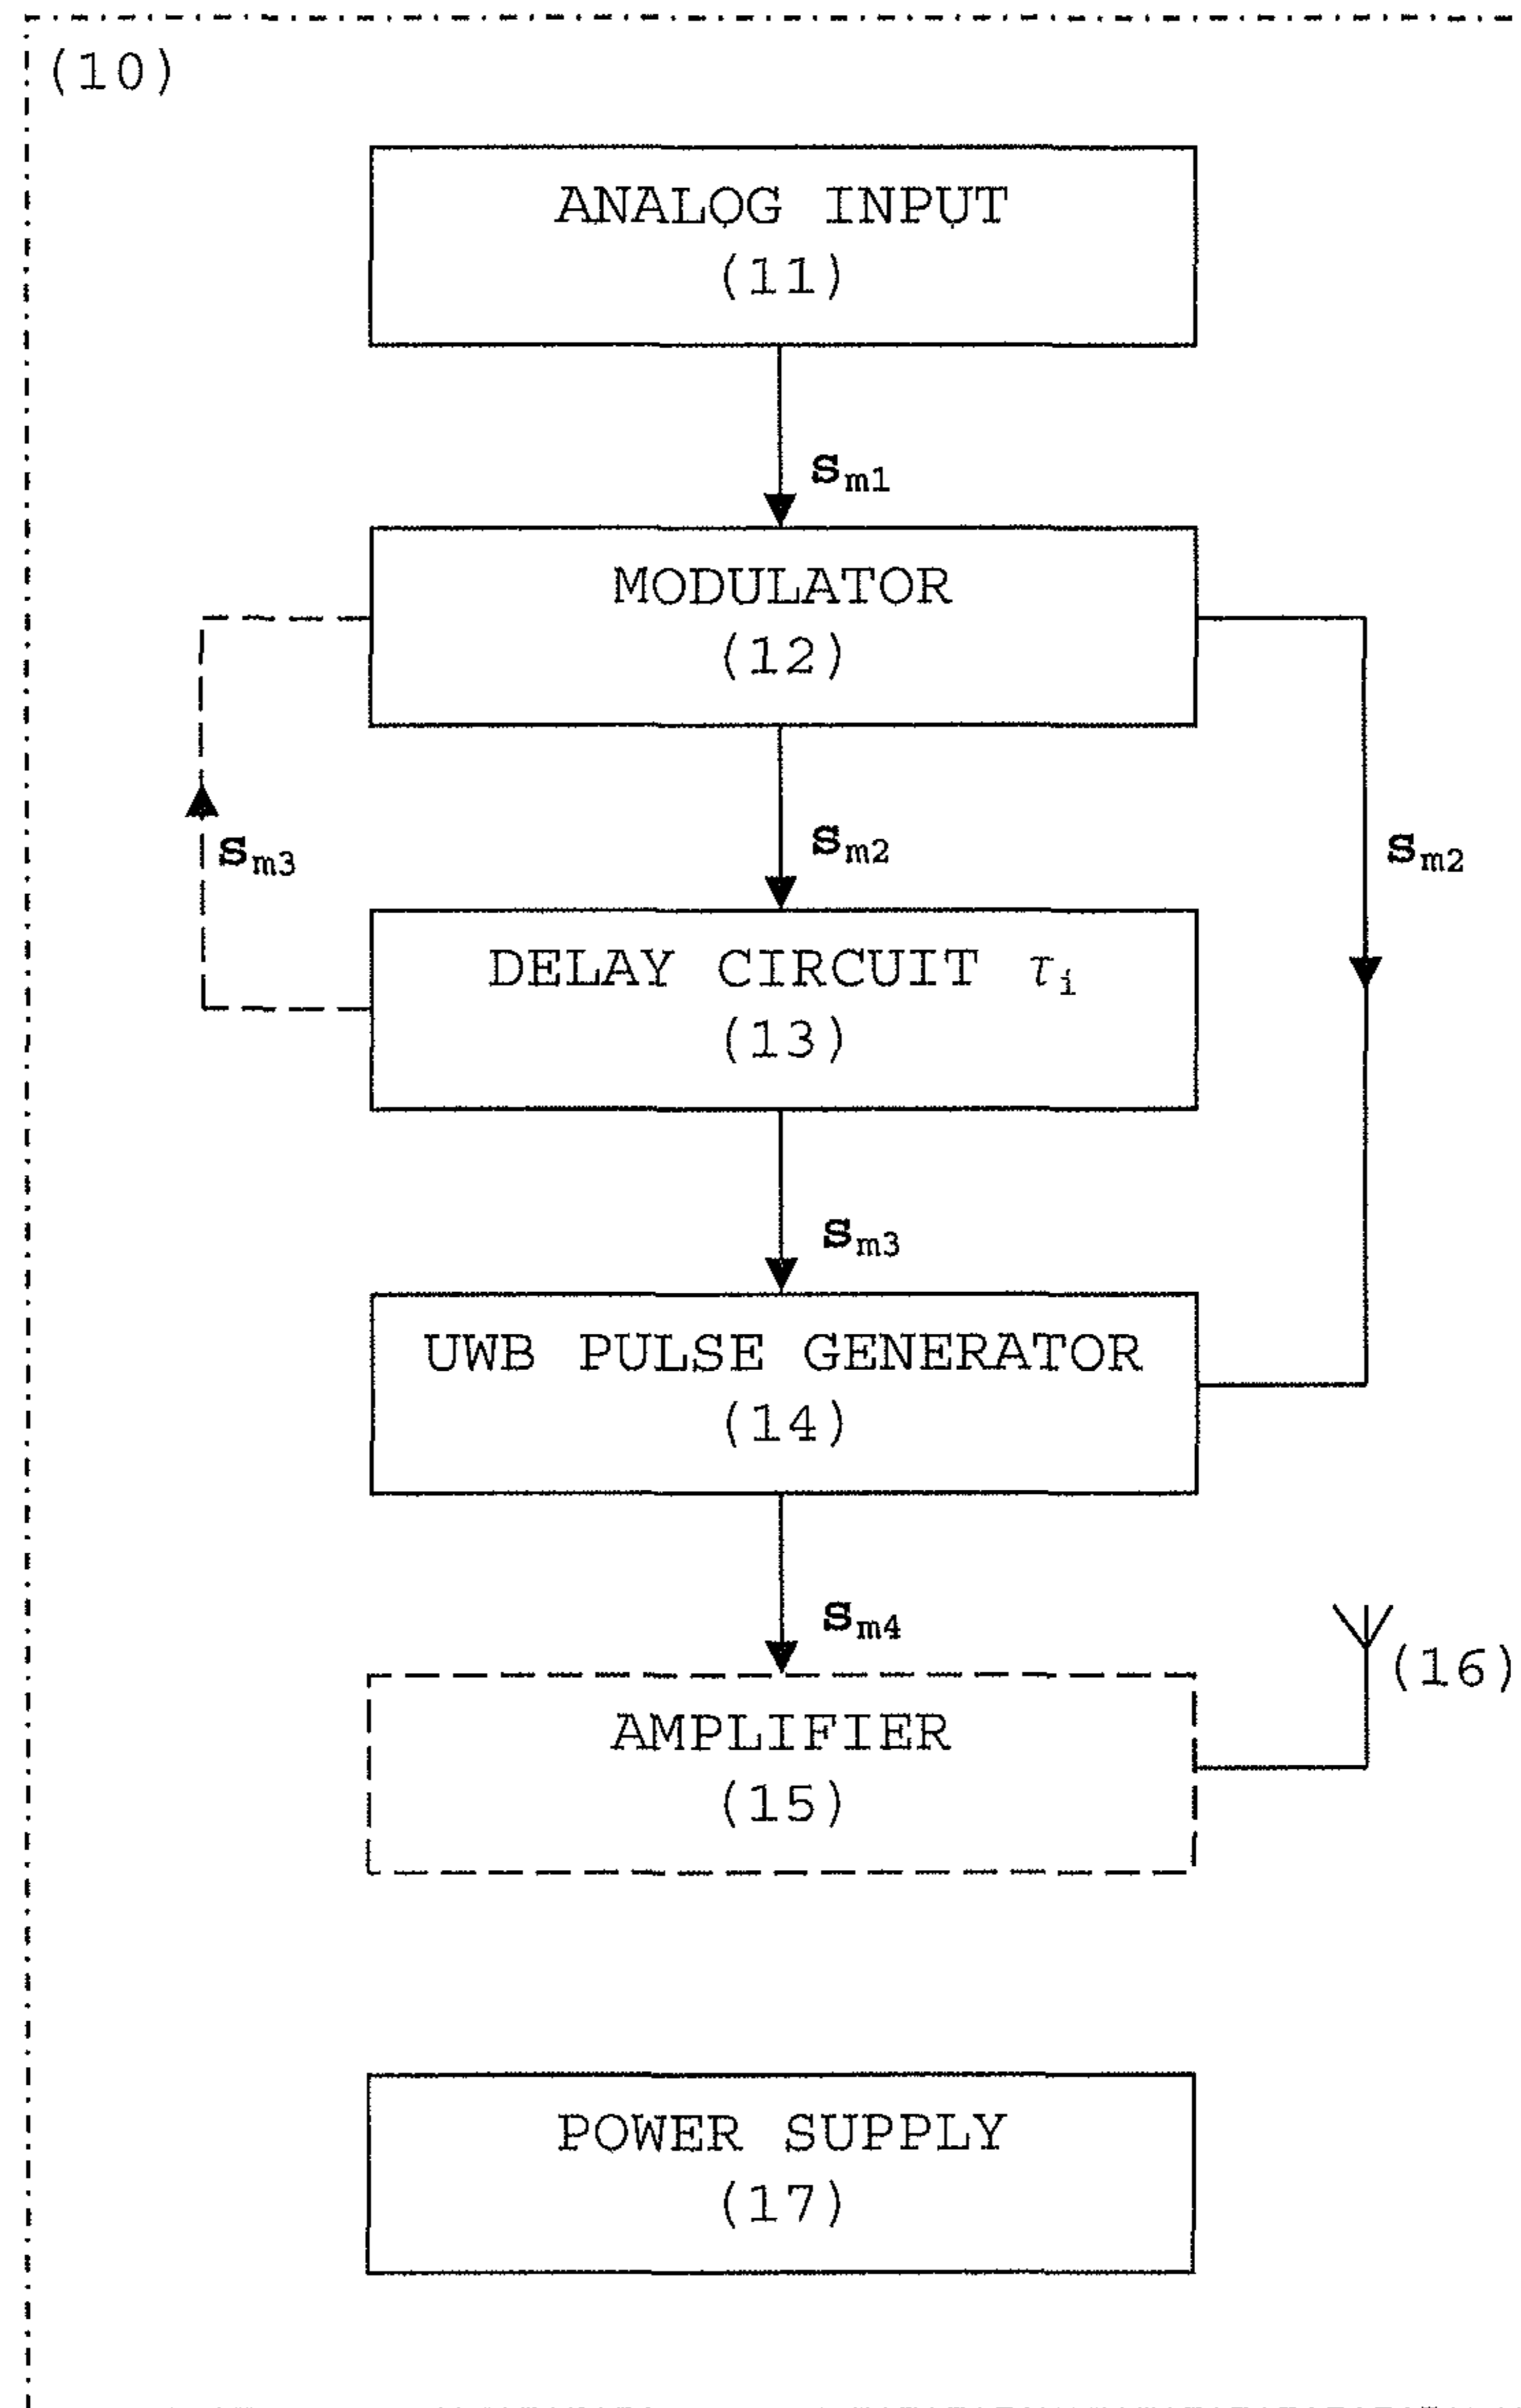 (10)
ANALOG INPUT
(11)
Sm1
MODULATOR
(12)
Sm3
Sm2
Sm2
DELAY CIRCUIT τi
(13)
Sm3
UWB PULSE GENERATOR
(14)
Sm4
(16)
AMPLIFIER
(15)
POWER SUPPLY
(17)